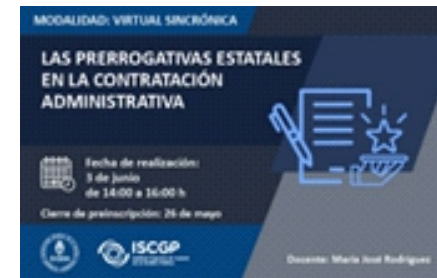 MODALIDAD: VIRTUAL SINCRÓNICA
LAS PRERROGATIVAS ESTATALES
EN LA CONTRATACIÓN
ADMINISTRATIVA
Fecha de realización:
3 de junio
de 14:00 a 16:00 h
Cierre de preinscripción: 26 de mayo
ISCGP
Docente: María José Rodríguez